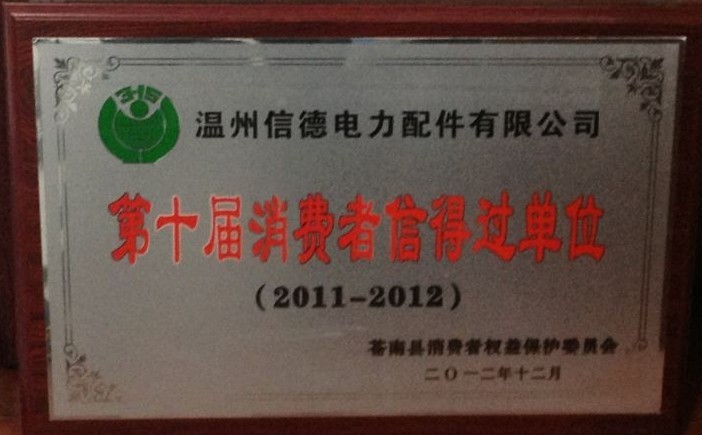 315
温州信德电力配件有限公司
第十届消费者信得过单位
(2011-2012)
苍南县消费者权益保护委员会
二〇一二年十二月